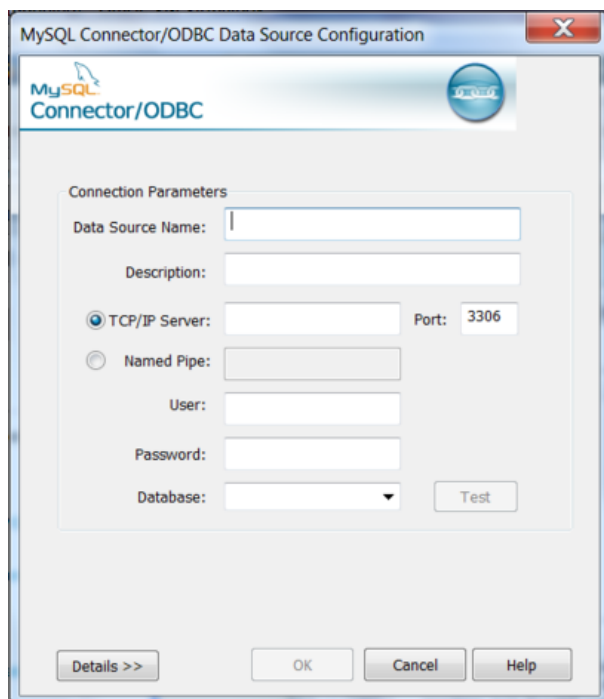 MySQL Connector/ODBC Data Source Configuration
MySQL
Connector/ODBC
Connection Parameters
Data Source Name:
Description:
TCP/IP Server:
Port: 3306
Named Pipe:
User:
Password:
Database:
Test
Details >>
OK
Cancel
Help